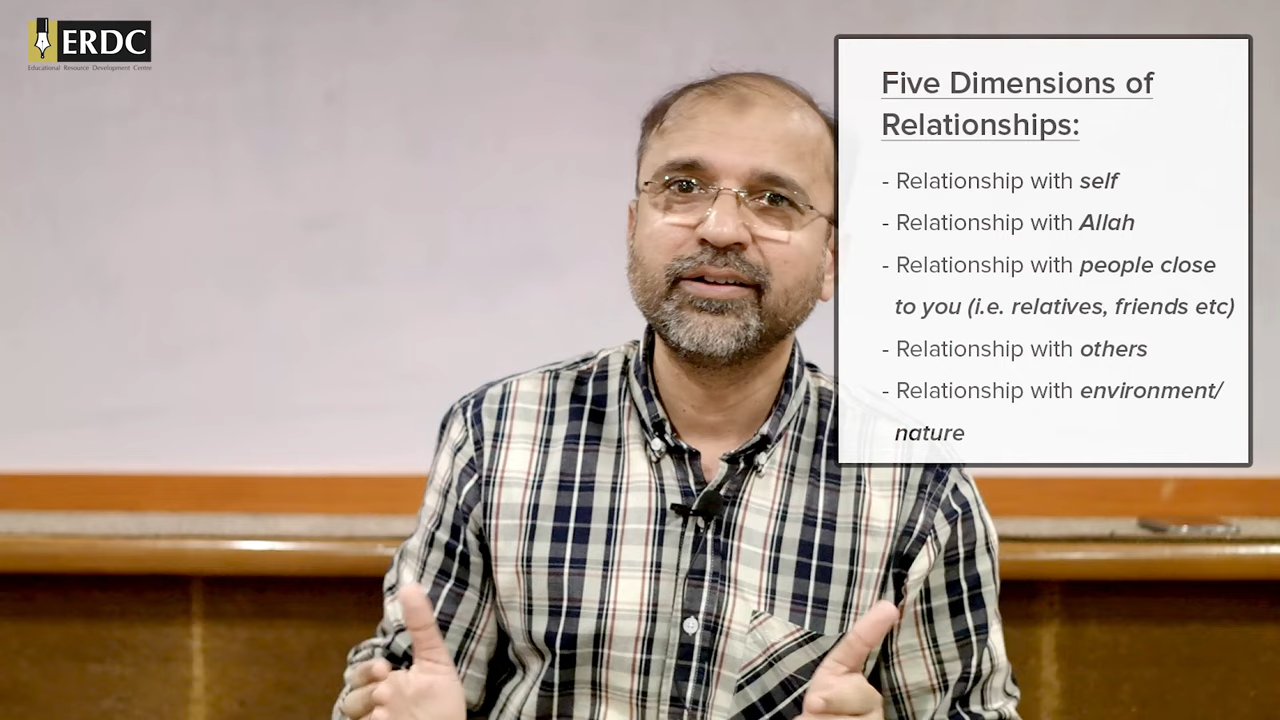 ERDC
Educational Resource Development Centre
Five Dimensions of
Relationships:
- Relationship with self
- Relationship with Allah
- Relationship with people close
to you (i.e. relatives, friends etc)
- Relationship with others
- Relationship with environment/
nature